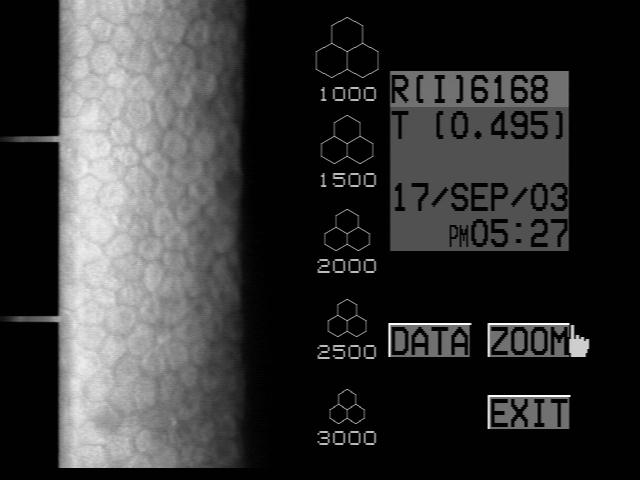 1000
1500
2000
2500
3000
R(I)6168
T (0.495)
17/SEP/03
PM05:27
DATA
ZOOM
EXIT